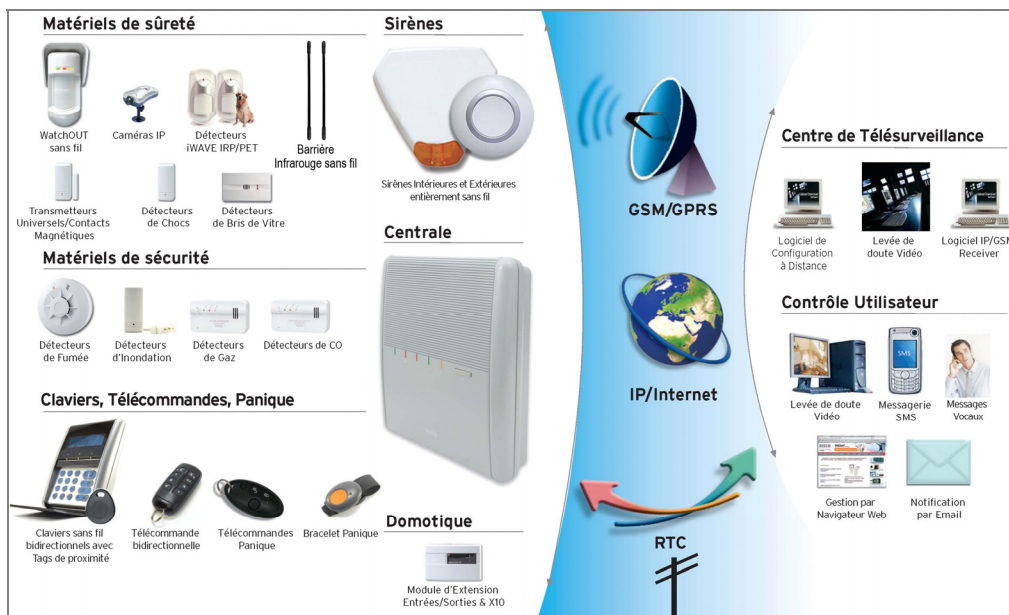 Matériels de sûreté
WatchOUT
sans fil
Caméras IP
Détecteurs
iWAVE IRP/PET
Barrière
Infrarouge sans fil
Transmetteurs
Universels/Contacts
Magnétiques
Détecteurs
de Chocs
Détecteurs
de Bris de Vitre
Matériels de sécurité
Détecteurs
de Fumée
Détecteurs
d'Inondation
Détecteurs
de Gaz
Détecteurs de CO
Claviers, Télécommandes, Panique
Claviers sans fil
bidirectionnels avec
Tags de proximité
Télécommande
bidirectionnelle
Télécommandes
Panique
Bracelet Panique
Sirènes
Sirènes Intérieures et Extérieures
entièrement sans fil
Centrale
Domotique
Module d'Extension
Entrées/Sorties & X10
GSM/GPRS
IP/Internet
RTC
Centre de Télésurveillance
Logiciel de
Configuration
à Distance
Levée de
doute Vidéo
Logiciel IP/GSM
Receiver
Contrôle Utilisateur
Levée de doute
Vidéo
SMS
Messagerie
SMS
Messages
Vocaux
Gestion par
Navigateur Web
Notification
par Email